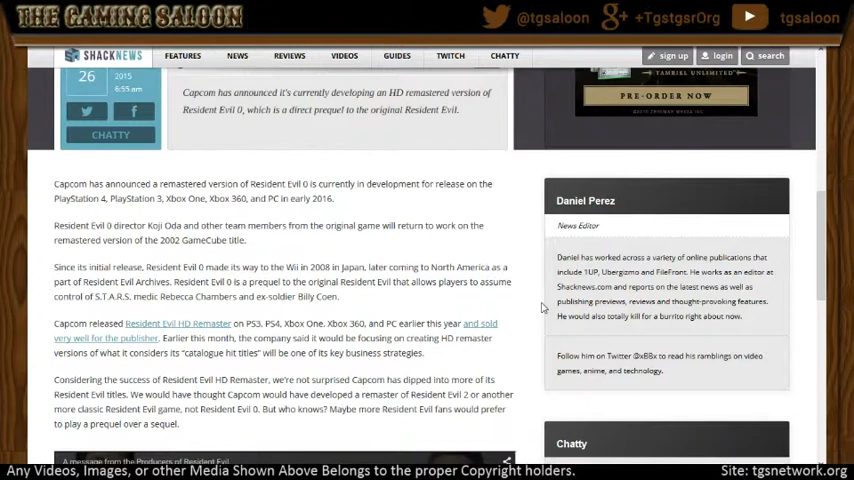 THE GAMING SALOON
@tgsaloon
+TgstgsrOrg
tgsaloon
SHACKNEWS
FEATURES
NEWS
REVIEWS
VIDEOS
GUIDES
TWITCH
CHATTY
sign up
login
search
26
2015
6:55am
CHATTY
Capcom has announced it's currently developing an HD remastered version of
Resident Evil 0, which is a direct prequel to the original Resident Evil.
TAMRIEL UNLIMITED
PRE-ORDER NOW
Capcom has announced a remastered version of Resident Evil 0 is currently in development for release on the
PlayStation 4, PlayStation 3, Xbox One, Xbox 360, and PC in early 2016.
Resident Evil 0 director Koji Oda and other team members from the original game will return to work on the
remastered version of the 2002 GameCube title.
Since its initial release, Resident Evil 0 made its way to the Wii in 2008 in Japan, later coming to North America as a
part of Resident Evil Archives. Resident Evil 0 is a prequel to the original Resident Evil that allows players to assume
control of S.T.A.R.S. medic Rebecca Chambers and ex-soldier Billy Coen.
Capcom released Resident Evil HD Remaster on PS3. PS4, Xbox One. Xbox 360, and PC earlier this year and sold
very well for the publisher. Earlier this month, the company said it would be focusing on creating HD remaster
versions of what it considers its "catalogue hit titles" will be one of its key business strategies.
Considering the success of Resident Evil HD Remaster, we're not surprised Capcom has dipped into more of its
Resident Evil titles. We would have thought Capcom would have developed a remaster of Resident Evil 2 or another
more classic Resident Evil game, not Resident Evil 0. But who knows? Maybe more Resident Evil fans would prefer
to play a prequel over a sequel.
A message from the Producers of Resident Evil
Daniel Perez
News Editor
Daniel has worked across a variety of online publications that
include 1UP, Ubergizmo and FileFront. He works as an editor at
Shacknews.com and reports on the latest news as well as
publishing previews, reviews and thought-provoking features.
He would also totally kill for a burrito right about now.
Follow him on Twitter @xBBx to read his ramblings on video
games, anime, and technology.
Chatty
Any Videos, Images, or other Media Shown Above Belongs to the proper Copyright holders.
Site: tgsnetwork.org